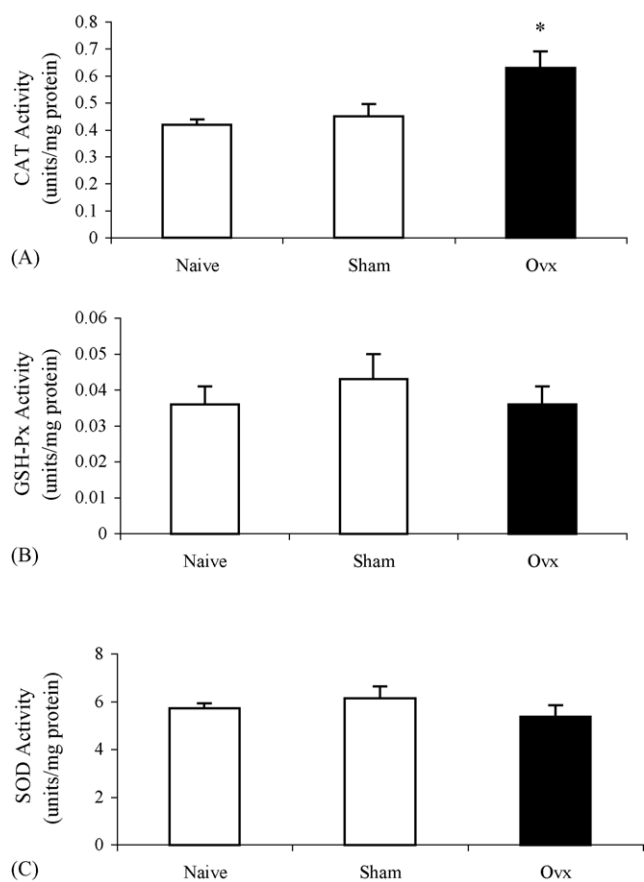 CAT Activity
(units/mg protein)
0.8
0.7
0.6
0.5
0.4
0.3
0.2
0.1
0
*
Naive Sham Ovx
(A)
GSH-Px Activity
(units/mg protein)
0.06
0.05
0.04
0.03
0.02
0.01
0
Naive Sham Ovx
(B)
SOD Activity
(units/mg protein)
8
6
4
2
0
Naive Sham Ovx
(C)